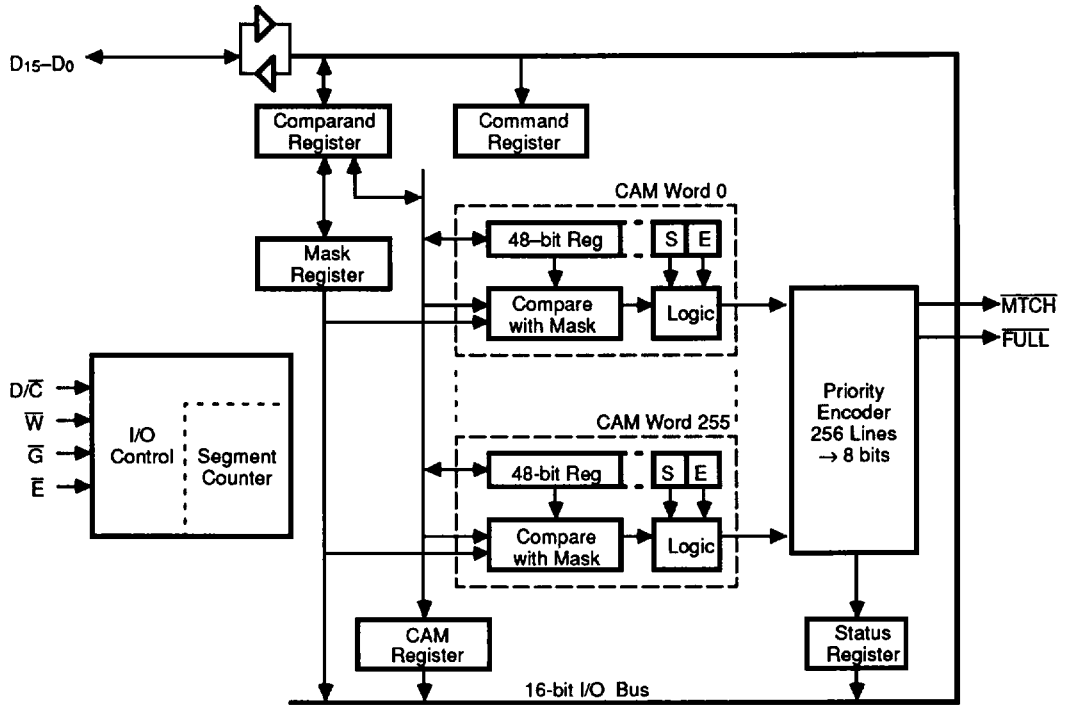 D15–D0
Comparand
Register
Command
Register
CAM Word 0
48–bit Reg
S E
Mask
Register
Compare
with Mask
Logic
M̅T̅C̅H̅
F̅U̅L̅L̅
D/C̅
W̅
G̅
E̅
I/O
Control
Segment
Counter
Priority
Encoder
256 Lines
→ 8 bits
CAM Word 255
48-bit Reg
S E
Compare
with Mask
Logic
CAM
Register
Status
Register
16-bit I/O Bus